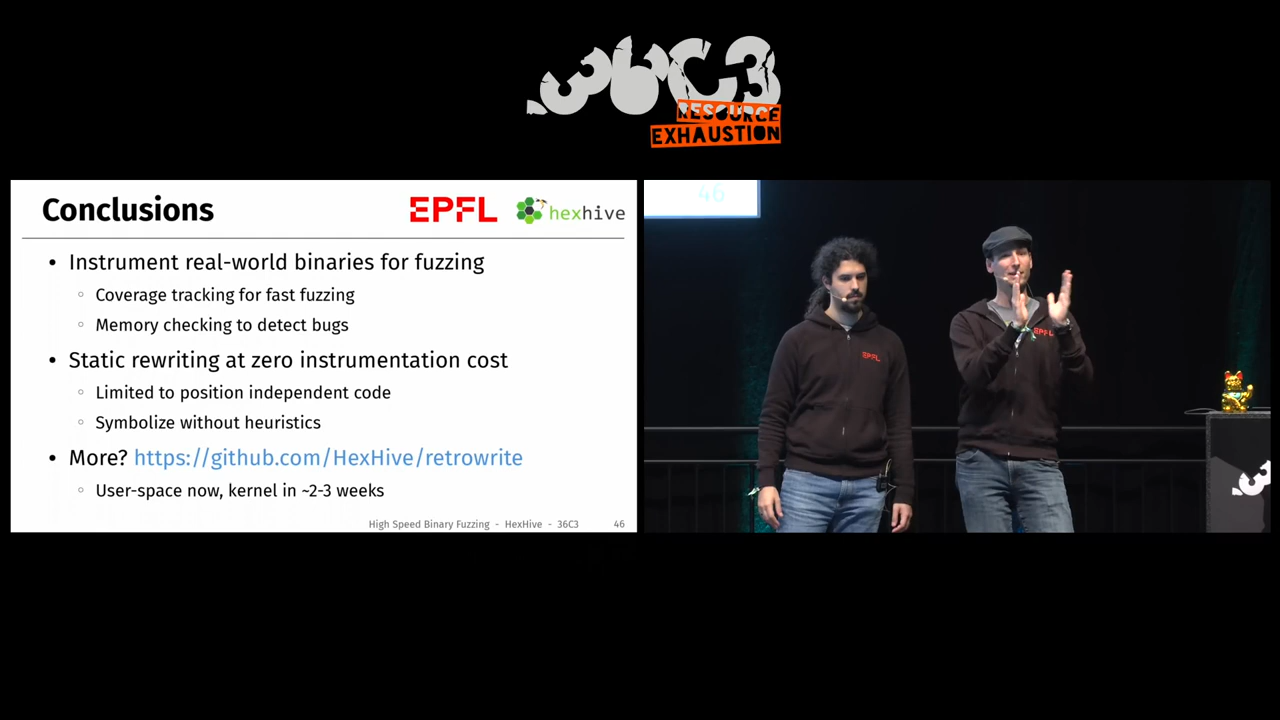 36C3
RESOURCE
EXHAUSTION
Conclusions
EPFL
hexhive
• Instrument real-world binaries for fuzzing
◦ Coverage tracking for fast fuzzing
◦ Memory checking to detect bugs
• Static rewriting at zero instrumentation cost
◦ Limited to position independent code
◦ Symbolize without heuristics
• More? https://github.com/HexHive/retrowrite
◦ User-space now, kernel in ~2-3 weeks
High Speed Binary Fuzzing - HexHive - 36C3
46
46
EPFL
EPFL